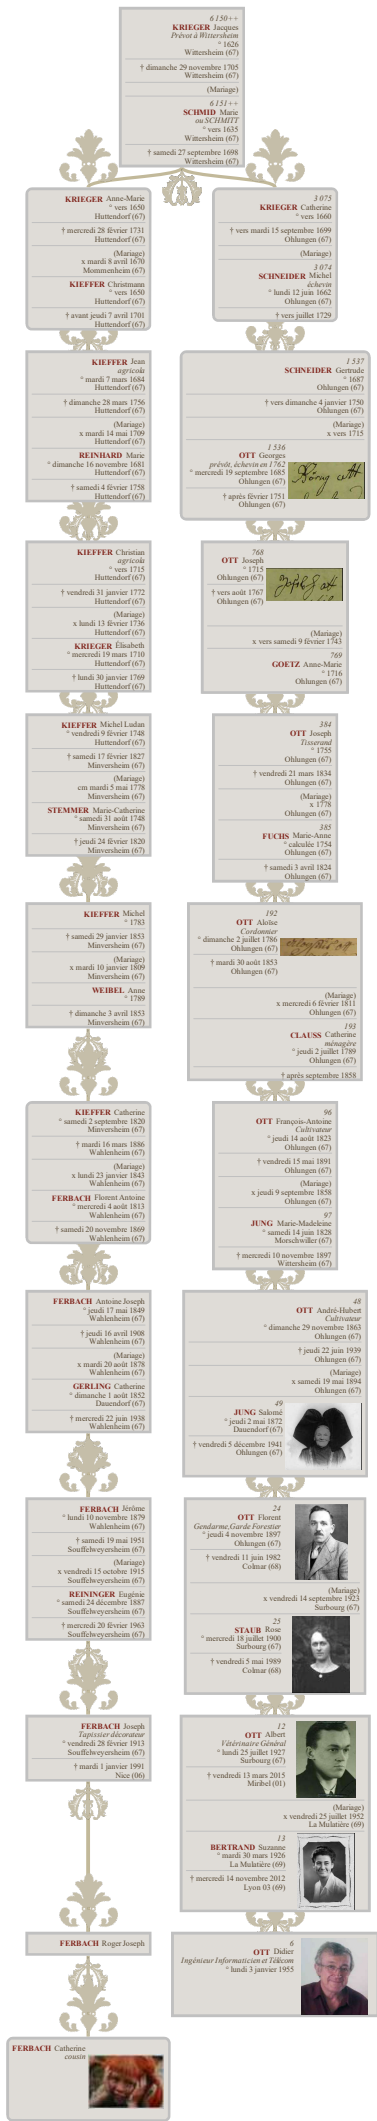 6 150++
KRIEGER Jacques
Prévot à Wittersheim
° 1626
Wittersheim (67)
† dimanche 29 novembre 1705
Wittersheim (67)
(Mariage)
6 151++
SCHMID Marie
ou SCHMITT
° vers 1635
Wittersheim (67)
† samedi 27 septembre 1698
Wittersheim (67)
KRIEGER Anne-Marie
° vers 1650
Huttendorf (67)
† mercredi 28 février 1731
Huttendorf (67)
(Mariage)
x mardi 8 avril 1670
Mommenheim (67)
KIEFFER Christmann
° vers 1650
Huttendorf (67)
† avant jeudi 7 avril 1701
Huttendorf (67)
3 075
KRIEGER Catherine
° vers 1660
† vers mardi 15 septembre 1699
Ohlungen (67)
(Mariage)
3 074
SCHNEIDER Michel
échevin
° lundi 12 juin 1662
Ohlungen (67)
† vers juillet 1729
KIEFFER Jean
agricola
° mardi 7 mars 1684
Huttendorf (67)
† dimanche 28 mars 1756
Huttendorf (67)
(Mariage)
x mardi 14 mai 1709
Huttendorf (67)
REINHARD Marie
° dimanche 16 novembre 1681
Huttendorf (67)
† samedi 4 février 1758
Huttendorf (67)
1 537
SCHNEIDER Gertrude
° 1687
Ohlungen (67)
† vers dimanche 4 janvier 1750
Ohlungen (67)
(Mariage)
x vers 1715
1 536
OTT Georges
prévôt, échevin en 1762
° mercredi 19 septembre 1685
Ohlungen (67)
† après février 1751
Ohlungen (67)
KIEFFER Christian
agricola
° vers 1715
Huttendorf (67)
† vendredi 31 janvier 1772
Huttendorf (67)
(Mariage)
x lundi 13 février 1736
Huttendorf (67)
KRIEGER Élisabeth
° mercredi 19 mars 1710
Huttendorf (67)
† lundi 30 janvier 1769
Huttendorf (67)
768
OTT Joseph
° 1715
Ohlungen (67)
† vers août 1767
Ohlungen (67)
Joseph ott
(Mariage)
x vers samedi 9 février 1743
769
GOETZ Anne-Marie
° 1716
Ohlungen (67)
KIEFFER Michel Ludan
° vendredi 9 février 1748
Huttendorf (67)
† samedi 17 février 1827
Minversheim (67)
(Mariage)
cm mardi 5 mai 1778
Minversheim (67)
STEMMER Marie-Catherine
° samedi 31 août 1748
Minversheim (67)
† jeudi 24 février 1820
Minversheim (67)
384
OTT Joseph
Tisserand
° 1755
Ohlungen (67)
† vendredi 21 mars 1834
Ohlungen (67)
(Mariage)
x 1778
Ohlungen (67)
385
FUCHS Marie-Anne
° calculée 1754
Ohlungen (67)
† samedi 3 avril 1824
Ohlungen (67)
KIEFFER Michel
° 1783
† samedi 29 janvier 1853
Minversheim (67)
(Mariage)
x mardi 10 janvier 1809
Minversheim (67)
WEIBEL Anne
° 1789
† dimanche 3 avril 1853
Minversheim (67)
192
OTT Aloïse
Cordonnier
° dimanche 2 juillet 1786
Ohlungen (67)
† mardi 30 août 1853
Ohlungen (67)
(Mariage)
x mercredi 6 février 1811
Ohlungen (67)
193
CLAUSS Catherine
ménagère
° jeudi 2 juillet 1789
Ohlungen (67)
† après septembre 1858
KIEFFER Catherine
° samedi 2 septembre 1820
Minversheim (67)
† mardi 16 mars 1886
Wahlenheim (67)
(Mariage)
x lundi 23 janvier 1843
Wahlenheim (67)
FERBACH Florent Antoine
° mercredi 4 août 1813
Wahlenheim (67)
† samedi 20 novembre 1869
Wahlenheim (67)
96
OTT François-Antoine
Cultivateur
° jeudi 14 août 1823
Ohlungen (67)
† vendredi 15 mai 1891
Ohlungen (67)
(Mariage)
x jeudi 9 septembre 1858
Ohlungen (67)
97
JUNG Marie-Madeleine
° samedi 14 juin 1828
Morschwiller (67)
† mercredi 10 novembre 1897
Wittersheim (67)
FERBACH Antoine Joseph
° jeudi 17 mai 1849
Wahlenheim (67)
† jeudi 16 avril 1908
Wahlenheim (67)
(Mariage)
x mardi 20 août 1878
Wahlenheim (67)
GERLING Catherine
° dimanche 1 août 1852
Dauendorf (67)
† mercredi 22 juin 1938
Wahlenheim (67)
48
OTT André-Hubert
Cultivateur
° dimanche 29 novembre 1863
Ohlungen (67)
† jeudi 22 juin 1939
Ohlungen (67)
(Mariage)
x samedi 19 mai 1894
Ohlungen (67)
49
JUNG Salomé
° jeudi 2 mai 1872
Dauendorf (67)
† vendredi 5 décembre 1941
Ohlungen (67)
FERBACH Jérôme
° lundi 10 novembre 1879
Wahlenheim (67)
† samedi 19 mai 1951
Souffelweyersheim (67)
(Mariage)
x vendredi 15 octobre 1915
Souffelweyersheim (67)
REININGER Eugénie
° samedi 24 décembre 1887
Souffelweyersheim (67)
† mercredi 20 février 1963
Souffelweyersheim (67)
24
OTT Florent
Gendarme,Garde Forestier
° jeudi 4 novembre 1897
Ohlungen (67)
† vendredi 11 juin 1982
Colmar (68)
(Mariage)
x vendredi 14 septembre 1923
Surbourg (67)
25
STAUB Rose
° mercredi 18 juillet 1900
Surbourg (67)
† vendredi 5 mai 1989
Colmar (68)
FERBACH Joseph
Tapissier décorateur
° vendredi 28 février 1913
Souffelweyersheim (67)
† mardi 1 janvier 1991
Nice (06)
12
OTT Albert
Vétérinaire Général
° lundi 25 juillet 1927
Surbourg (67)
† vendredi 13 mars 2015
Miribel (01)
(Mariage)
x vendredi 25 juillet 1952
La Mulatière (69)
13
BERTRAND Suzanne
° mardi 30 mars 1926
La Mulatière (69)
† mercredi 14 novembre 2012
Lyon 03 (69)
FERBACH Roger Joseph
6
OTT Didier
Ingénieur Informaticien et Télécom
° lundi 3 janvier 1955
FERBACH Catherine
cousin